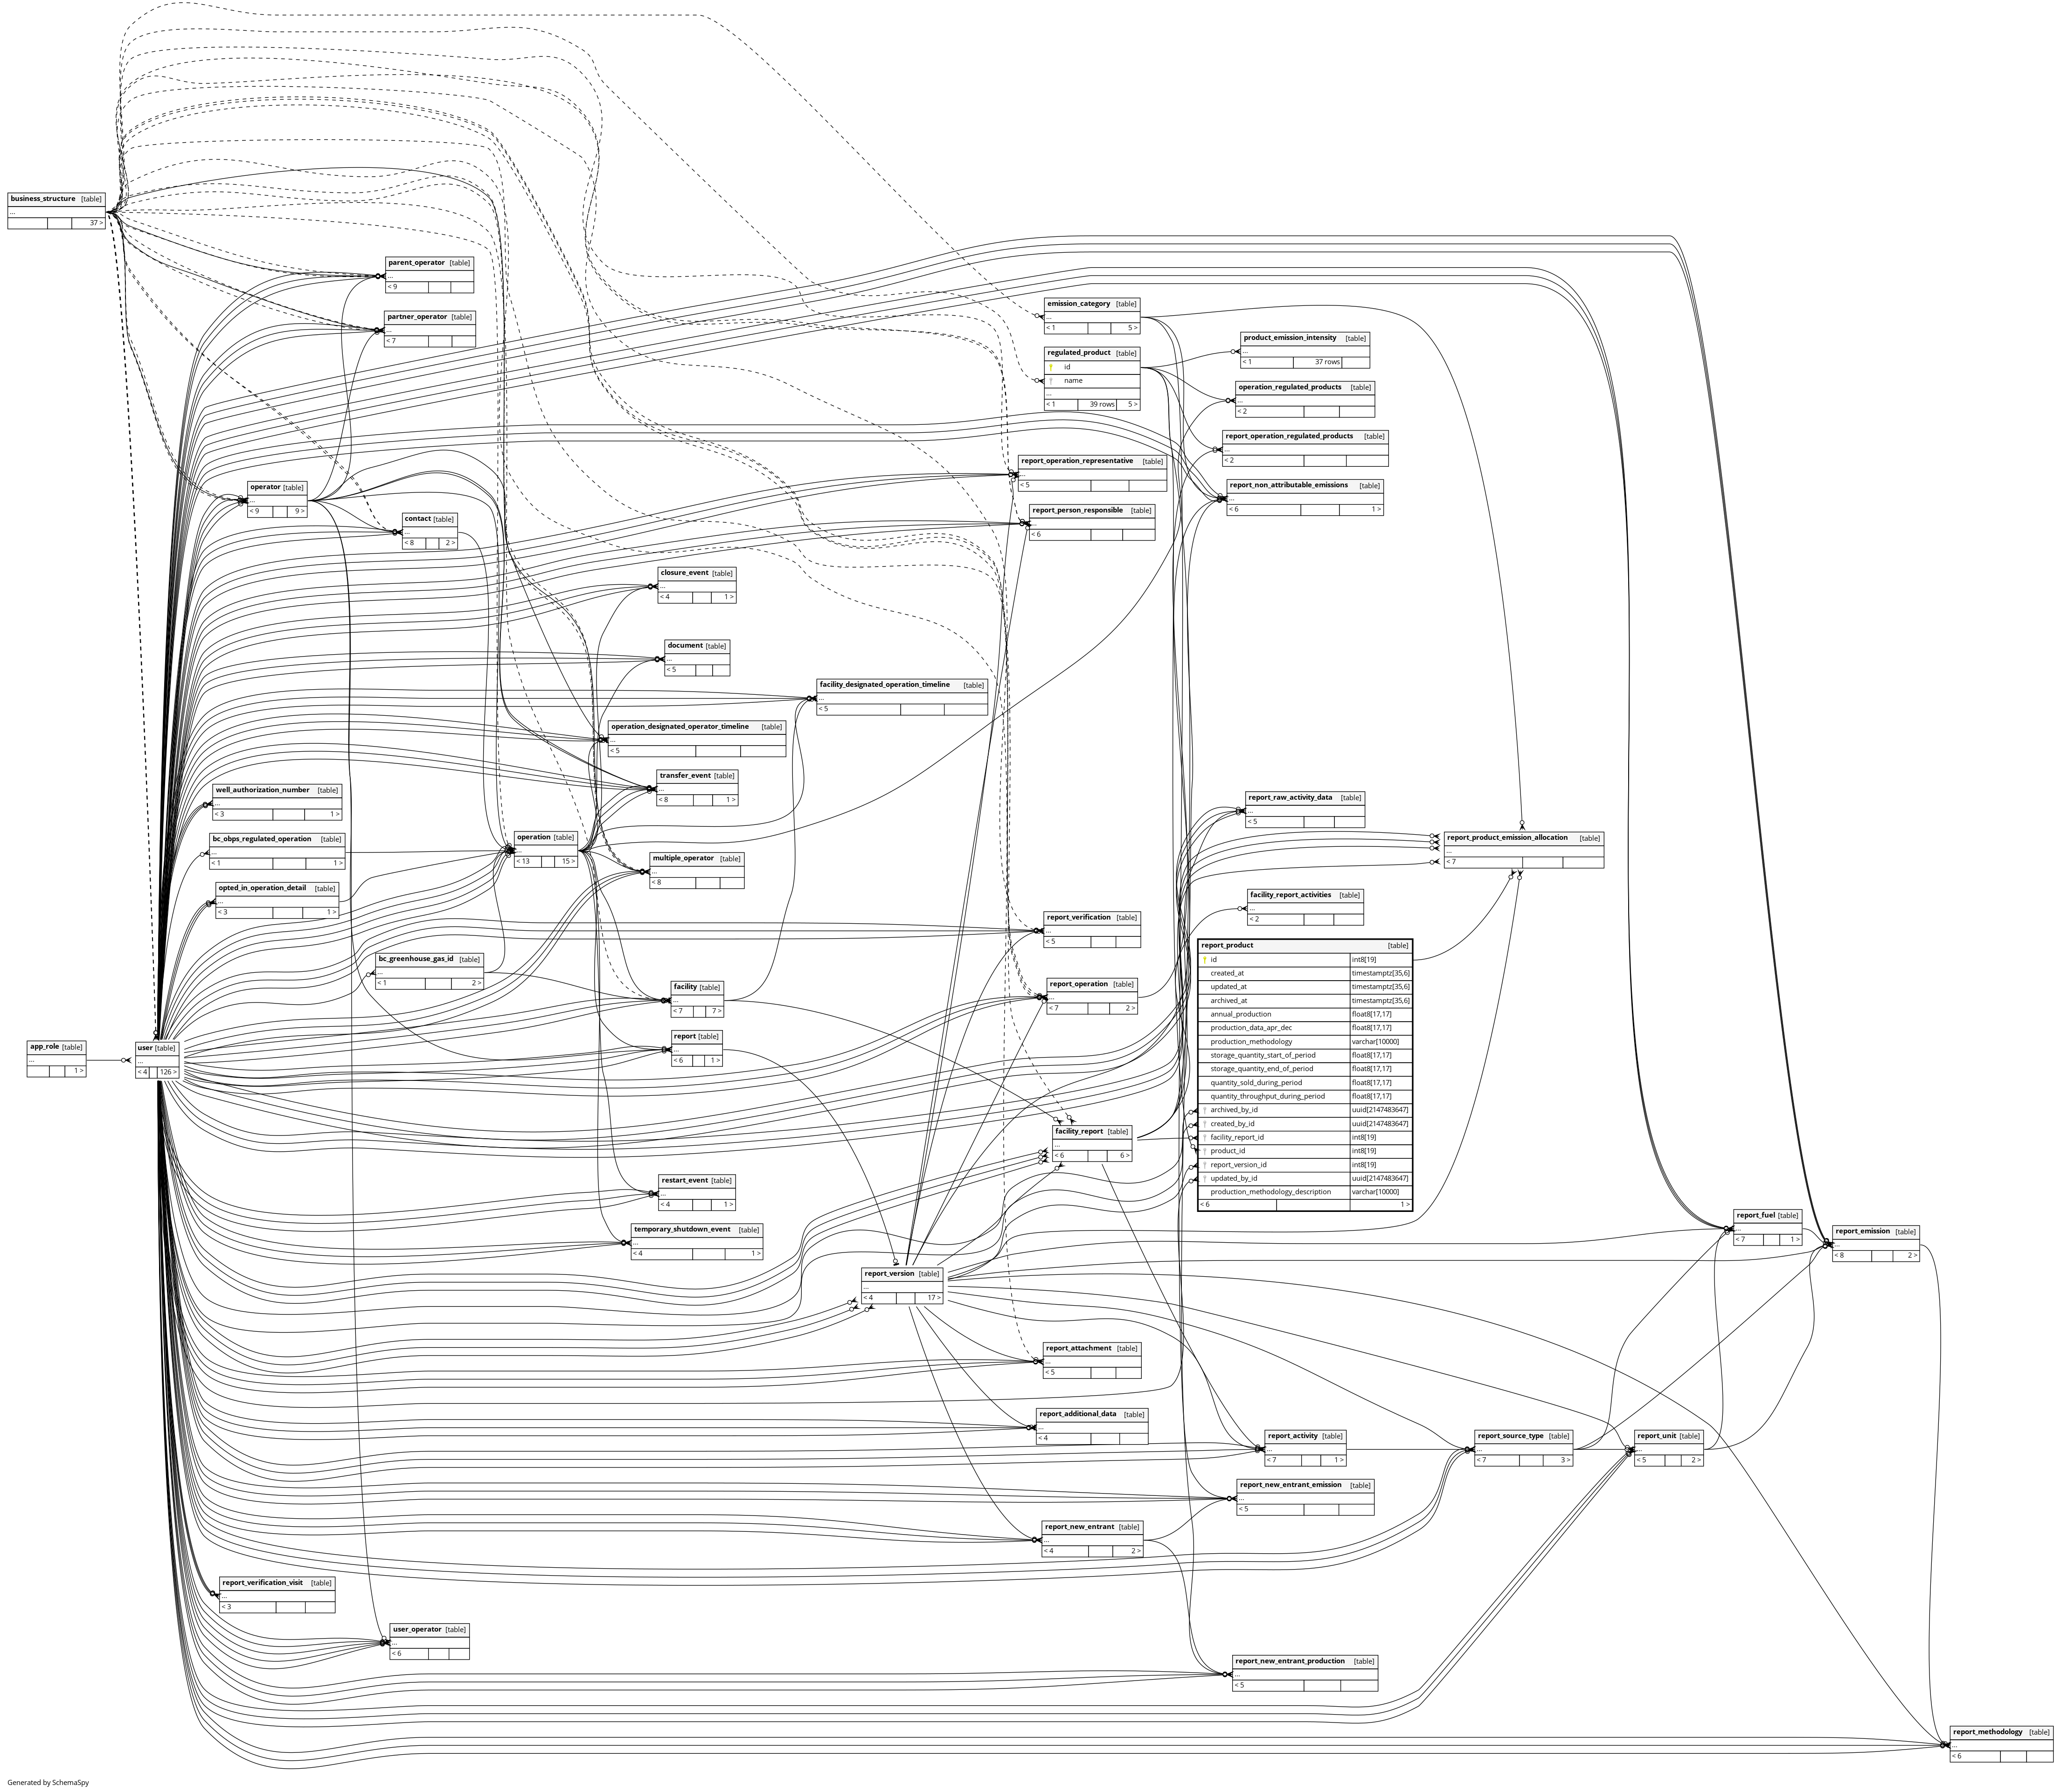 business_structure [table]
...
37 >
parent_operator [table]
...
< 9
partner_operator [table]
...
< 7
emission_category [table]
...
< 1 5 >
product_emission_intensity [table]
...
< 1 37 rows
regulated_product [table]
id
name
...
< 1 39 rows 5 >
operation_regulated_products [table]
...
< 2
report_operation_regulated_products [table]
...
< 2
report_operation_representative [table]
...
< 5
report_non_attributable_emissions [table]
...
< 6 1 >
operator [table]
...
< 9 9 >
report_person_responsible [table]
...
< 6
contact [table]
...
< 8 2 >
closure_event [table]
...
< 4 1 >
document [table]
...
< 5
facility_designated_operation_timeline [table]
...
< 5
operation_designated_operator_timeline [table]
...
< 5
transfer_event [table]
...
< 8 1 >
well_authorization_number [table]
...
< 3 1 >
report_raw_activity_data [table]
...
< 5
bc_obps_regulated_operation [table]
...
< 1 1 >
operation [table]
...
< 13 15 >
report_product_emission_allocation [table]
...
< 7
multiple_operator [table]
...
< 8
opted_in_operation_detail [table]
...
< 3 1 >
facility_report_activities [table]
...
< 2
report_verification [table]
...
< 5
report_product [table]
id int8[19]
created_at timestamptz[35,6]
updated_at timestamptz[35,6]
archived_at timestamptz[35,6]
annual_production float8[17,17]
production_data_apr_dec float8[17,17]
production_methodology varchar[10000]
storage_quantity_start_of_period float8[17,17]
storage_quantity_end_of_period float8[17,17]
quantity_sold_during_period float8[17,17]
quantity_throughput_during_period float8[17,17]
archived_by_id uuid[2147483647]
created_by_id uuid[2147483647]
facility_report_id int8[19]
product_id int8[19]
report_version_id int8[19]
updated_by_id uuid[2147483647]
production_methodology_description varchar[10000]
< 6 1 >
bc_greenhouse_gas_id [table]
...
< 1 2 >
facility [table]
...
< 7 7 >
report_operation [table]
...
< 7 2 >
report [table]
...
< 6 1 >
app_role [table]
...
1 >
user [table]
...
< 4 126 >
facility_report [table]
...
< 6 6 >
restart_event [table]
...
< 4 1 >
temporary_shutdown_event [table]
...
< 4 1 >
report_fuel [table]
...
< 7 1 >
report_emission [table]
...
< 8 2 >
report_version [table]
...
< 4 17 >
report_attachment [table]
...
< 5
report_additional_data [table]
...
< 4
report_activity [table]
...
< 7 1 >
report_source_type [table]
...
< 7 3 >
report_unit [table]
...
< 5 2 >
report_new_entrant_emission [table]
...
< 5
report_new_entrant [table]
...
< 4 2 >
report_verification_visit [table]
...
< 3
user_operator [table]
...
< 6
report_new_entrant_production [table]
...
< 5
report_methodology [table]
...
< 6
Generated by SchemaSpy